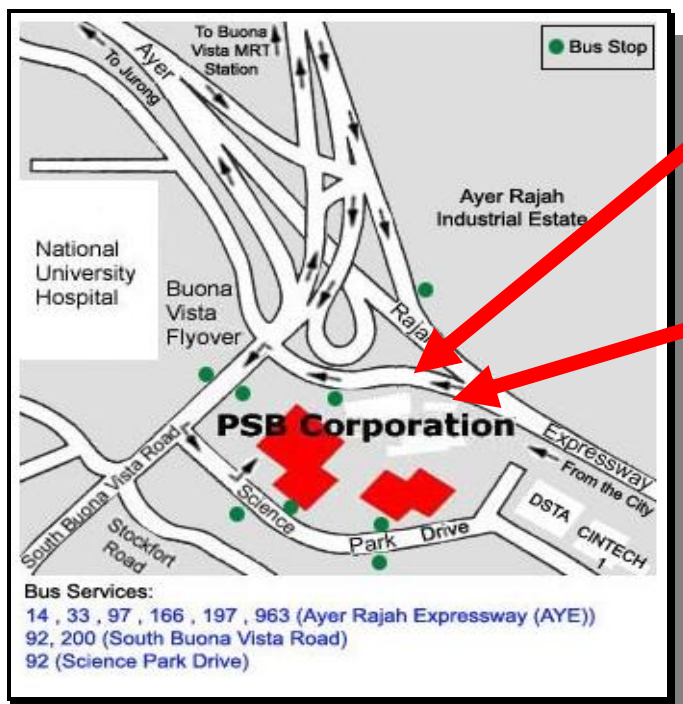 To Buona
Vista MRT
Station
Bus Stop
Ayer
To Jurong
Ayer Rajah
Industrial Estate
National
University
Hospital
Buona
Vista
Flyover
Rajah
PSB Corporation
Expressway
From the City
South Buona Vista Road
Science
Park Drive
Stockfort
Road
DSTA
CINTECH
1
Bus Services:
14 , 33, 97 , 166 , 197 , 963 (Ayer Rajah Expressway (AYE))
92, 200 (South Buona Vista Road)
92 (Science Park Drive)